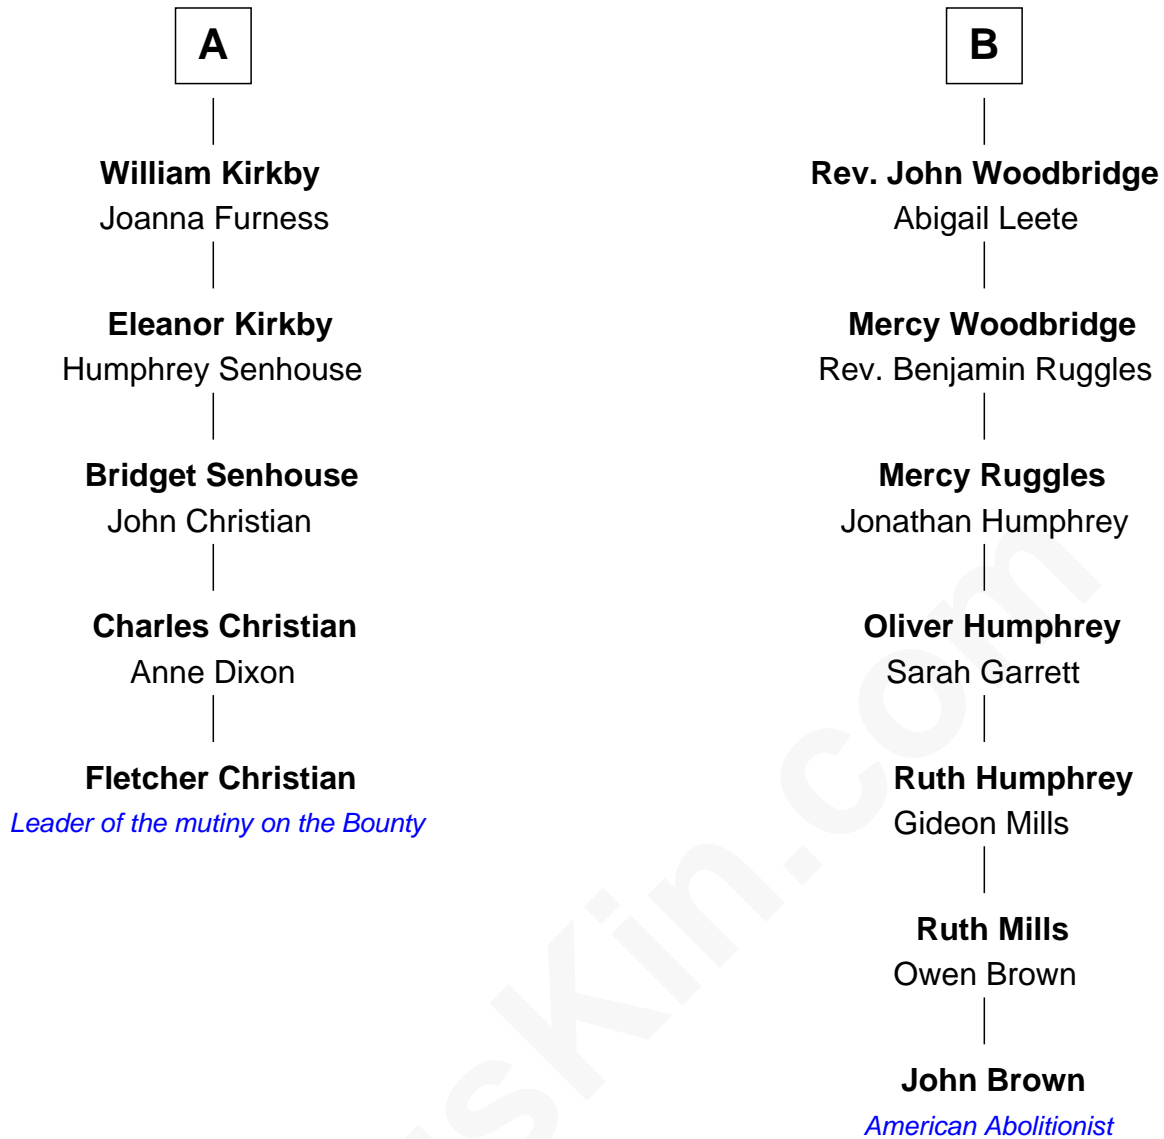 A
William Kirkby
Joanna Furness
Eleanor Kirkby
Humphrey Senhouse
Bridget Senhouse
John Christian
Charles Christian
Anne Dixon
Fletcher Christian
Leader of the mutiny on the Bounty
B
Rev. John Woodbridge
Abigail Leete
Mercy Woodbridge
Rev. Benjamin Ruggles
Mercy Ruggles
Jonathan Humphrey
Oliver Humphrey
Sarah Garrett
Ruth Humphrey
Gideon Mills
Ruth Mills
Owen Brown
John Brown
American Abolitionist
sKin.com